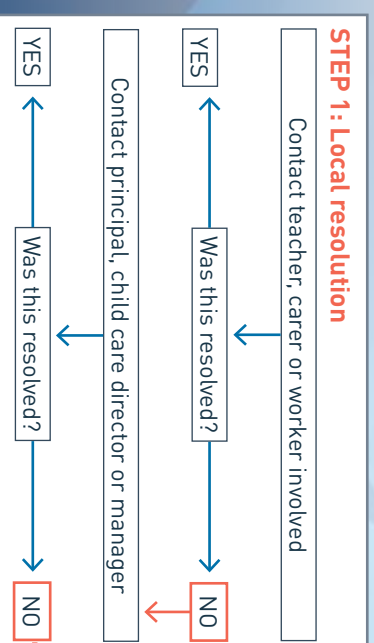 STEP 1: Local resolution
Contact teacher, carer or worker involved
YES
Was this resolved?
NO
Contact principal, child care director or manager
YES
Was this resolved?
NO